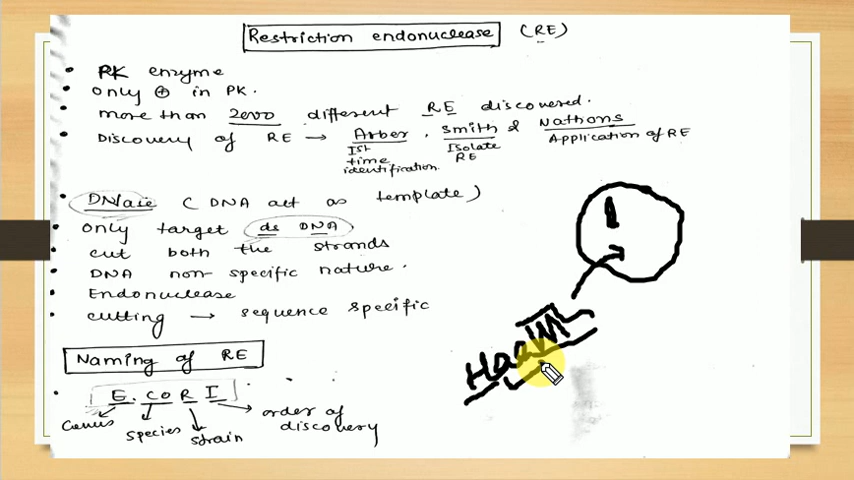 Restriction endonuclease (RE)
• PK enzyme
• only ⊕ in PK.
• more than 2000 different RE discovered.
• Discovery of RE → Arber, Smith & Nathans
Ist time identification Isolate RE Application of RE
• DNase (DNA act as template)
• only target ds DNA
• cut both the strands
• DNA non-specific nature.
• Endonuclease
• cutting → sequence specific
Naming of RE
• E.co R I
Genus species strain order of discovery
Hae